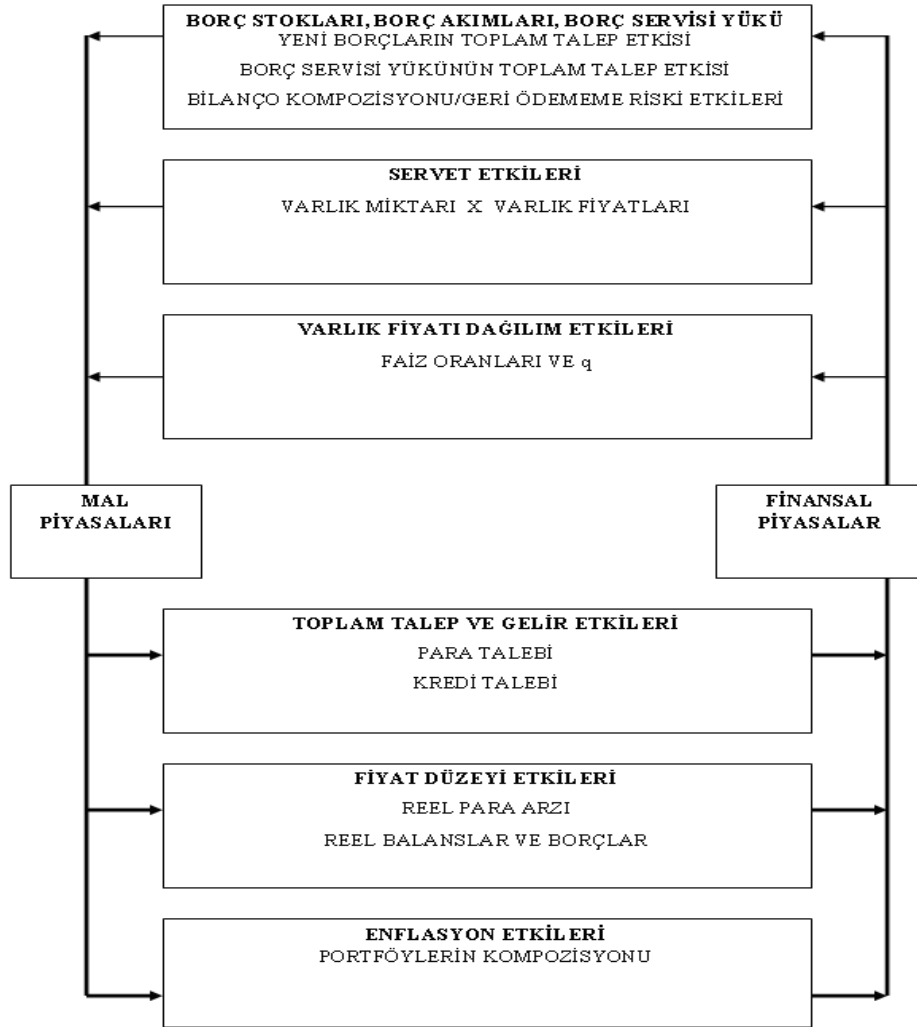 BORÇ STOKLARI, BORÇ AKIMLARI, BORÇ SERVİSİ YÜKÜ
YENİ BORÇLARIN TOPLAM TALEP ETKİSİ
BORÇ SERVİSİ YÜKÜNÜN TOPLAM TALEP ETKİSİ
BİLANÇO KOMPOZİSYONU/GERİ ÖDEMEME RİSKİ ETKİLERİ
SERVET ETKİLERİ
VARLIK MİKTARI X VARLIK FİYATLARI
VARLIK FİYATI DAĞILIM ETKİLERİ
FAİZ ORANLARI VE q
MAL
PİYASALARI
FİNANSAL
PİYASALAR
TOPLAM TALEP VE GELİR ETKİLERİ
PARA TALEBİ
KREDİ TALEBİ
FİYAT DÜZEYİ ETKİLERİ
REEL PARA ARZI
REEL BALANSLAR VE BORÇLAR
ENFLASYON ETKİLERİ
PORTFÖYLERİN KOMPOZİSYONU